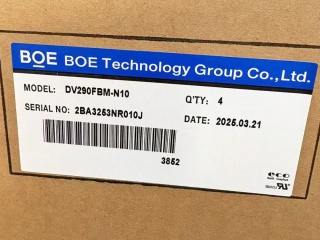 BOE BOE Technology Group Co.,Ltd.
MODEL: DV290FBM-N10 Q'TY: 4
SERIAL NO: 2BA3253NR010J DATE: 2025.03.21
3852
eco